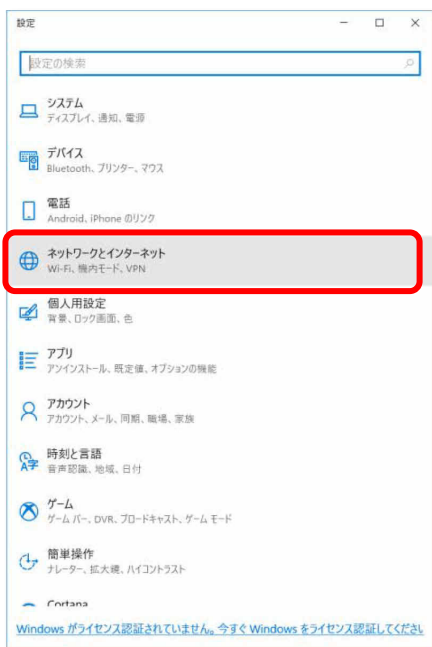 設定
設定の検索
システム
ディスプレイ、通知、電源
デバイス
Bluetooth、プリンター、マウス
電話
Android、iPhone のリンク
ネットワークとインターネット
Wi-Fi、機内モード、VPN
個人用設定
背景、ロック画面、色
アプリ
アンインストール、既定値、オプションの機能
アカウント
アカウント、メール、同期、職場、家族
時刻と言語
音声認識、地域、日付
ゲーム
ゲーム バー、DVR、ブロードキャスト、ゲーム モード
簡単操作
ナレーター、拡大鏡、ハイコントラスト
Cortana
Windows がライセンス認証されていません。今すぐ Windows をライセンス認証してくださ